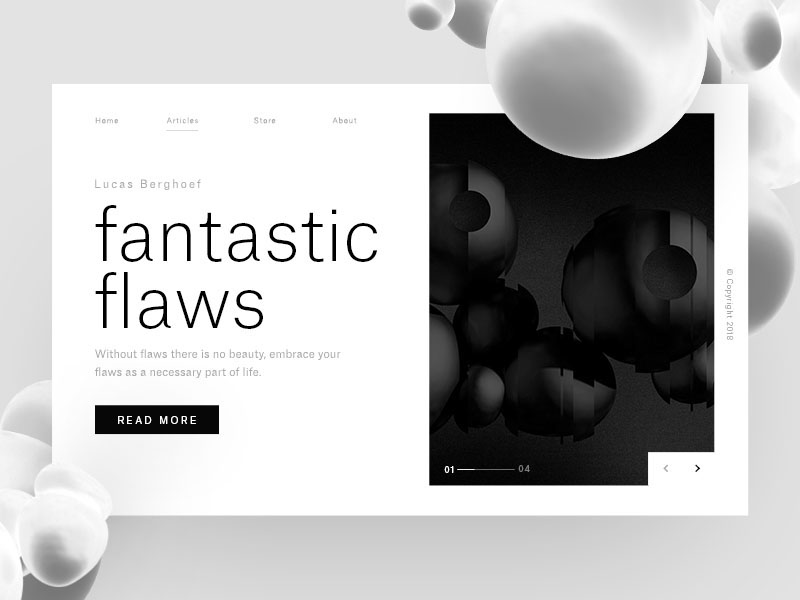 Home
Articles
Store
About
Lucas Berghoef
fantastic
flaws
Without flaws there is no beauty, embrace your
flaws as a necessary part of life.
READ MORE
01
04
© Copyright 2018